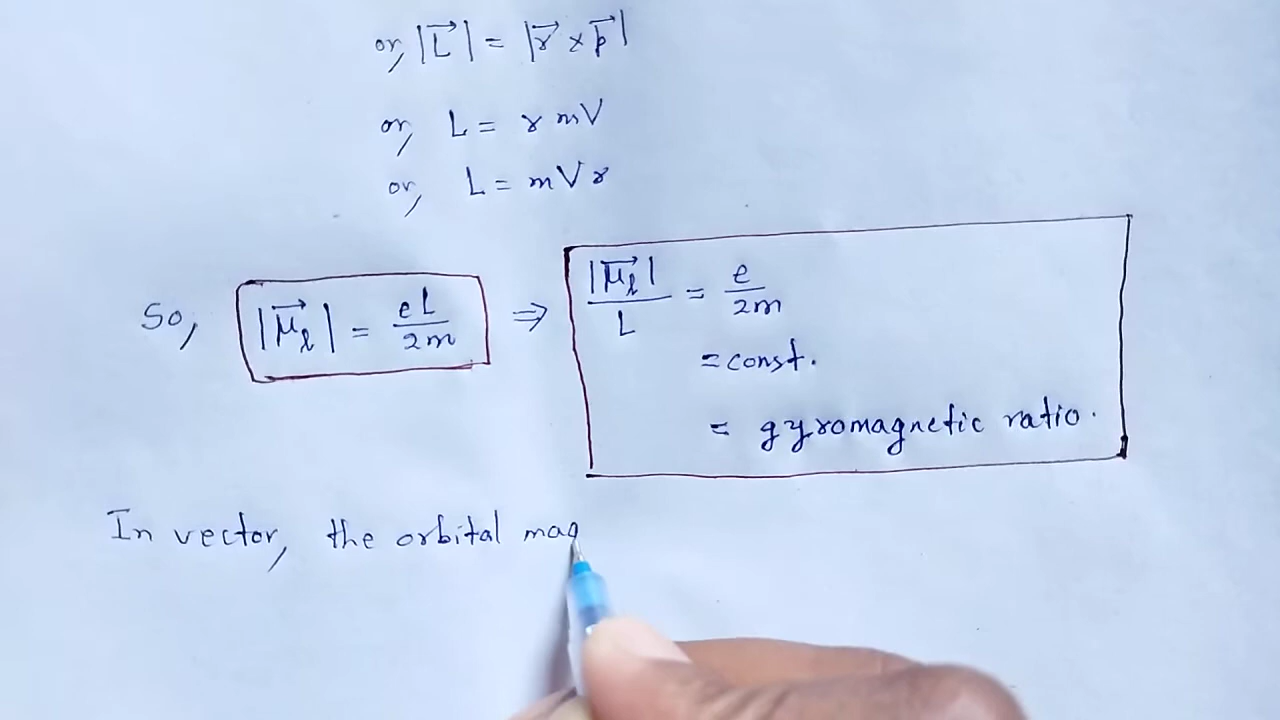 or, |L⃗| = |r⃗ × p⃗|
or, L = r mV
or, L = mVr
So, |μ⃗ₗ| = eL/2m ⇒ |μ⃗ₗ|/L = e/2m
= const.
= gyromagnetic ratio.
In vector, the orbital mag